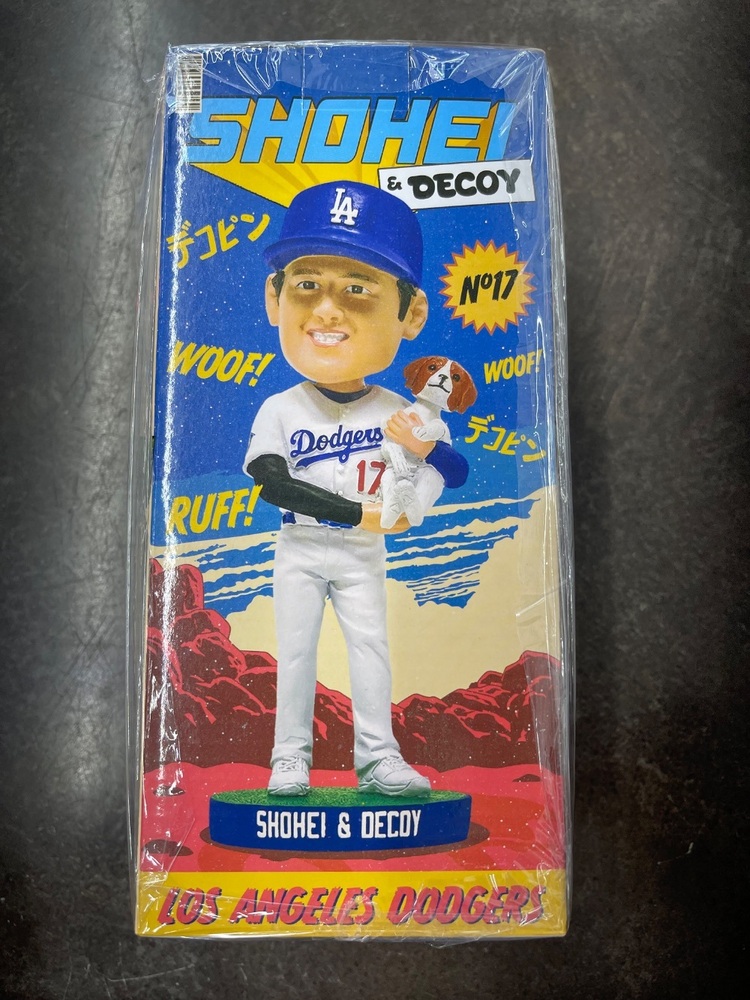 SHOHEI
& DECOY
LA
デコピン
Nº17
WOOF!
WOOF!
Dodgers
17
デコピン
RUFF!
SHOHEI & DECOY
LOS ANGELES DODGERS